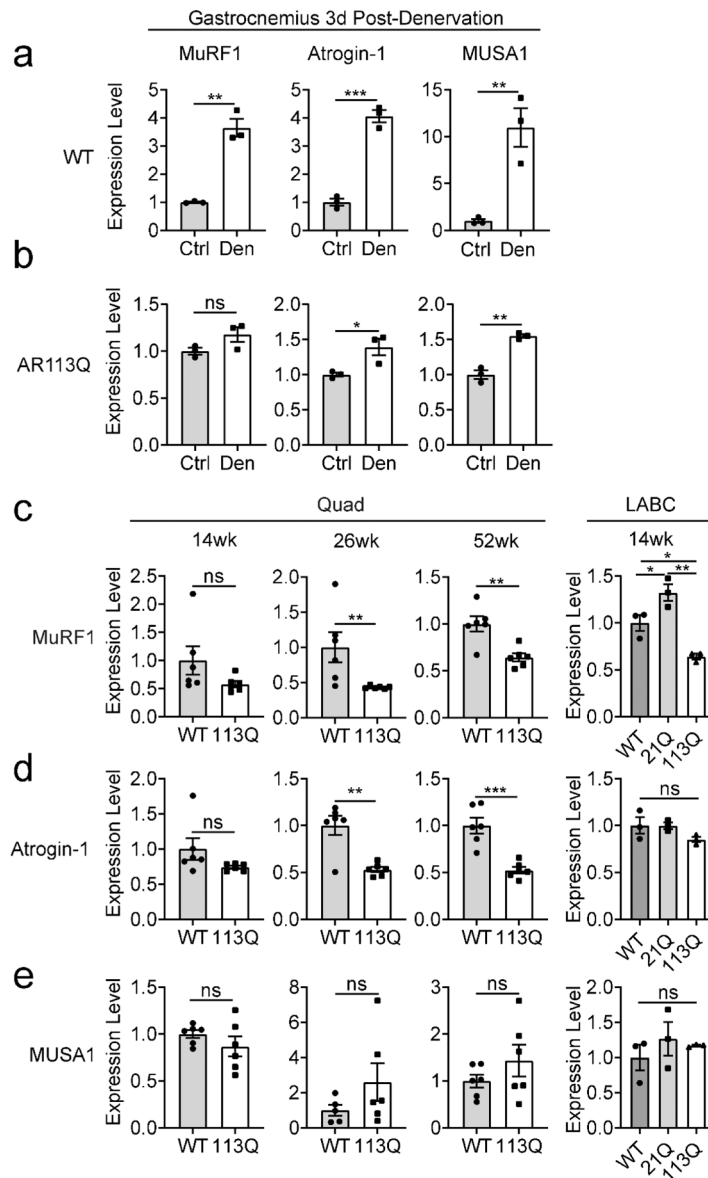 Gastrocnemius 3d Post-Denervation
MuRF1 Atrogin-1 MUSA1
a
WT
Expression Level
5 4 3 2 1 0
**
Ctrl Den
5 4 3 2 1 0
***
Ctrl Den
15 10 5 0
**
Ctrl Den
b
AR113Q
Expression Level
1.5 1.0 0.5 0.0
ns
Ctrl Den
2.0 1.5 1.0 0.5 0.0
*
Ctrl Den
2.0 1.5 1.0 0.5 0.0
**
Ctrl Den
c
Quad LABC
14wk 26wk 52wk 14wk
MuRF1
Expression Level
2.5 2.0 1.5 1.0 0.5 0.0
ns
WT 113Q
2.0 1.5 1.0 0.5 0.0
**
WT 113Q
1.5 1.0 0.5 0.0
**
WT 113Q
Expression Level
1.5 1.0 0.5 0.0
*
* **
WT 21Q 113Q
d
Atrogin-1
Expression Level
2.0 1.5 1.0 0.5 0.0
ns
WT 113Q
1.5 1.0 0.5 0.0
**
WT 113Q
1.5 1.0 0.5 0.0
***
WT 113Q
Expression Level
1.5 1.0 0.5 0.0
ns
WT 21Q 113Q
e
MUSA1
Expression Level
1.5 1.0 0.5 0.0
ns
WT 113Q
8 6 4 2 0
ns
WT 113Q
3 2 1 0
ns
WT 113Q
Expression Level
2.0 1.5 1.0 0.5 0.0
ns
WT 21Q 113Q